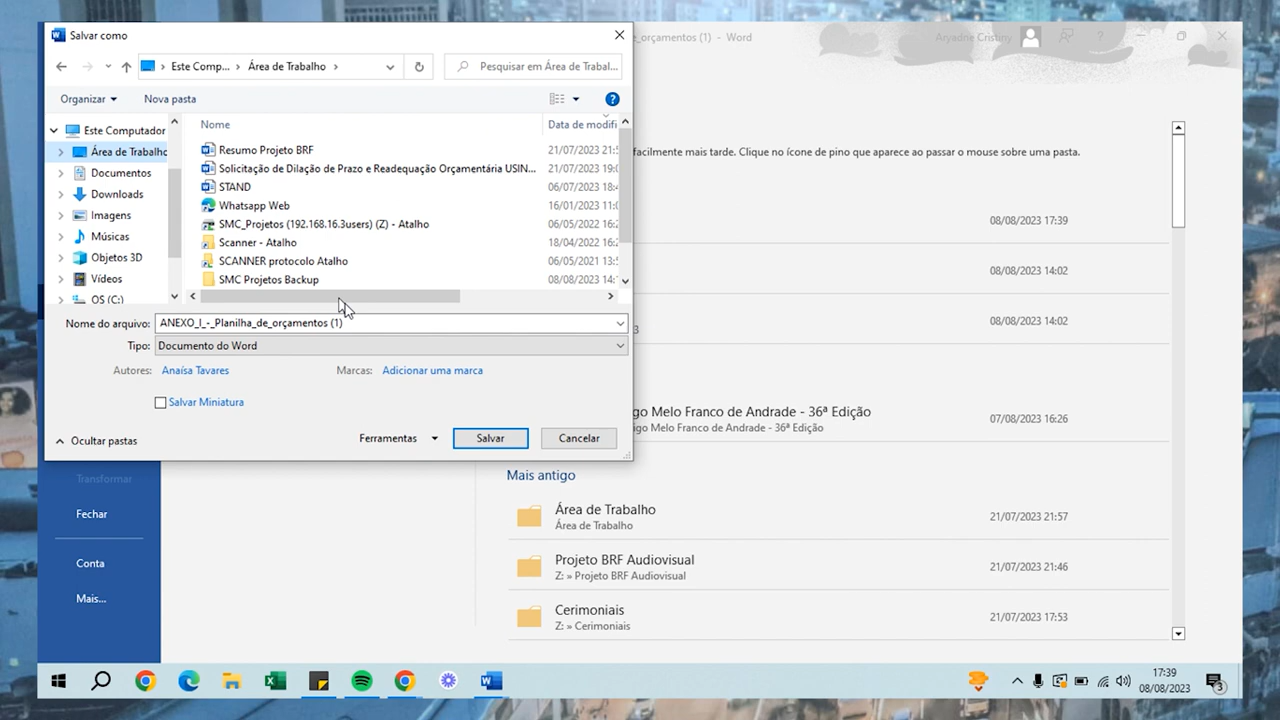 Salvar como
e_orçamentos (1) - Word
Aryadne Cristiny
Este Comp... Área de Trabalho
Pesquisar em Área de Trabal...
Organizar
Nova pasta
Este Computador
Área de Trabalho
Documentos
Downloads
Imagens
Músicas
Objetos 3D
Vídeos
OS (C:)
Nome
Data de modifi
Resumo Projeto BRF 21/07/2023 21:5
Solicitação de Dilação de Prazo e Readequação Orçamentária USIN... 21/07/2023 19:0
STAND 06/07/2023 18:4
Whatsapp Web 16/01/2023 11:0
SMC_Projetos (192.168.16.3users) (Z) - Atalho 06/05/2022 16:2
Scanner - Atalho 18/04/2022 16:2
SCANNER protocolo Atalho 06/05/2021 13:5
SMC Projetos Backup 08/08/2023 14:
Nome do arquivo: ANEXO_I_-_Planilha_de_orçamentos (1)
Tipo: Documento do Word
Autores: Anaísa Tavares
Marcas: Adicionar uma marca
Salvar Miniatura
Ocultar pastas
Ferramentas
Salvar
Cancelar
facilmente mais tarde. Clique no ícone de pino que aparece ao passar o mouse sobre uma pasta.
08/08/2023 17:39
08/08/2023 14:02
3
08/08/2023 14:02
go Melo Franco de Andrade - 36ª Edição
igo Melo Franco de Andrade - 36ª Edição
07/08/2023 16:26
Mais antigo
Área de Trabalho
Área de Trabalho
21/07/2023 21:57
Projeto BRF Audiovisual
Z: » Projeto BRF Audiovisual
21/07/2023 21:46
Cerimoniais
Z: » Cerimoniais
21/07/2023 17:53
Transformar
Fechar
Conta
Mais...
17:39
08/08/2023
3